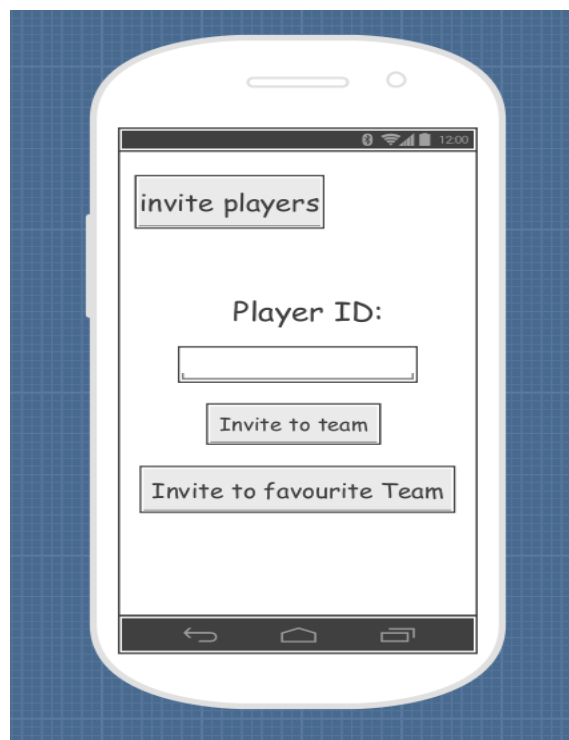 12:00
invite players
Player ID:
Invite to team
Invite to favourite Team